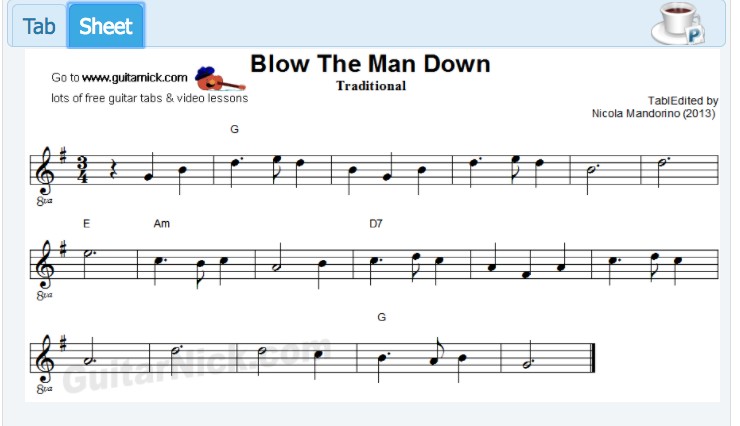 Tab Sheet
P
Blow The Man Down
Go to www.guitarnick.com
Traditional
lots of free guitar tabs & video lessons
TablEdited by
Nicola Mandorino (2013)
G
3
4
8va
E Am D7
8va
G
8va
GuitarNick.com